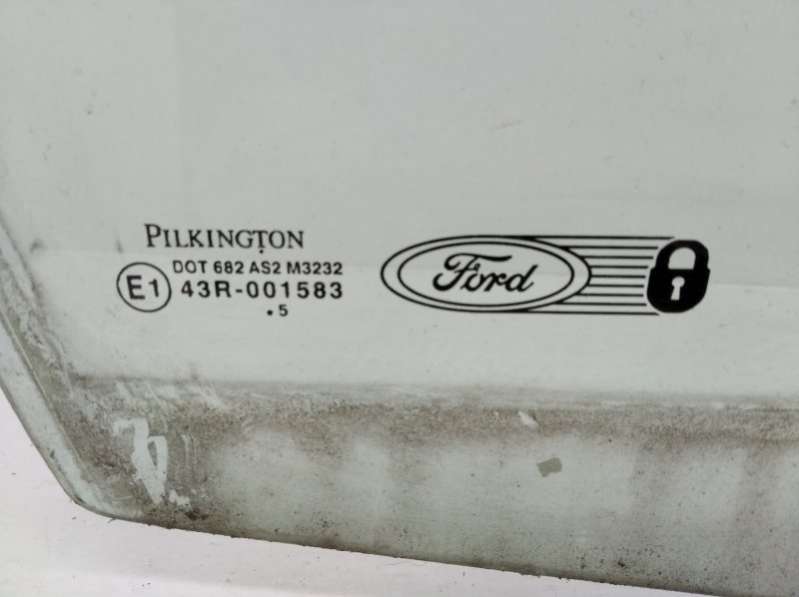 PILKINGTON
DOT 682 AS2 M3232
E1 43R-001583
.5
Ford